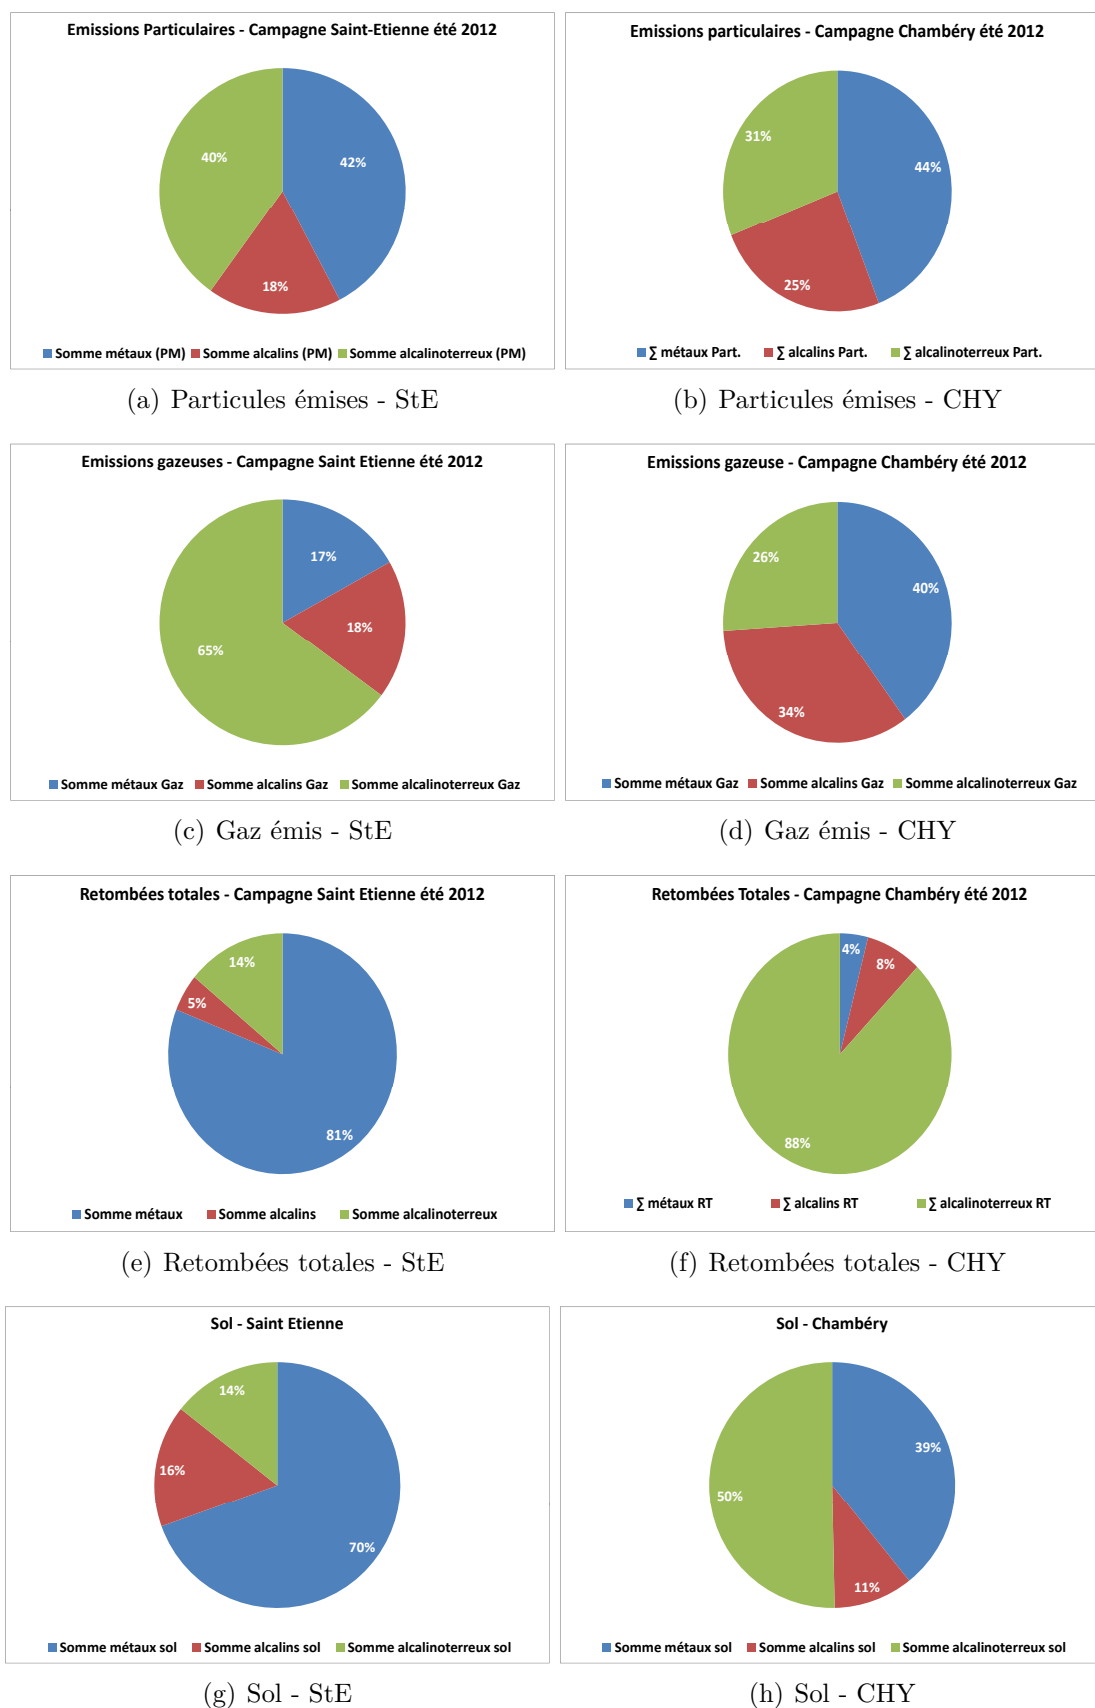 Emissions Particulaires - Campagne Saint-Etienne été 2012
40%
42%
18%
Somme métaux (PM) Somme alcalins (PM) Somme alcalinoterreux (PM)
(a) Particules émises - StE
Emissions particulaires - Campagne Chambéry été 2012
31%
44%
25%
∑ métaux Part. ∑ alcalins Part. ∑ alcalinoterreux Part.
(b) Particules émises - CHY
Emissions gazeuses - Campagne Saint Etienne été 2012
17%
18%
65%
Somme métaux Gaz Somme alcalins Gaz Somme alcalinoterreux Gaz
(c) Gaz émis - StE
Emissions gazeuse - Campagne Chambéry été 2012
26%
40%
34%
Somme métaux Gaz Somme alcalins Gaz Somme alcalinoterreux Gaz
(d) Gaz émis - CHY
Retombées totales - Campagne Saint Etienne été 2012
14%
5%
81%
Somme métaux Somme alcalins Somme alcalinoterreux
(e) Retombées totales - StE
Retombées Totales - Campagne Chambéry été 2012
4%
8%
88%
∑ métaux RT ∑ alcalins RT ∑ alcalinoterreux RT
(f) Retombées totales - CHY
Sol - Saint Etienne
14%
16%
70%
Somme métaux sol Somme alcalins sol Somme alcalinoterreux sol
(g) Sol - StE
Sol - Chambéry
39%
50%
11%
Somme métaux sol Somme alcalins sol Somme alcalinoterreux sol
(h) Sol - CHY